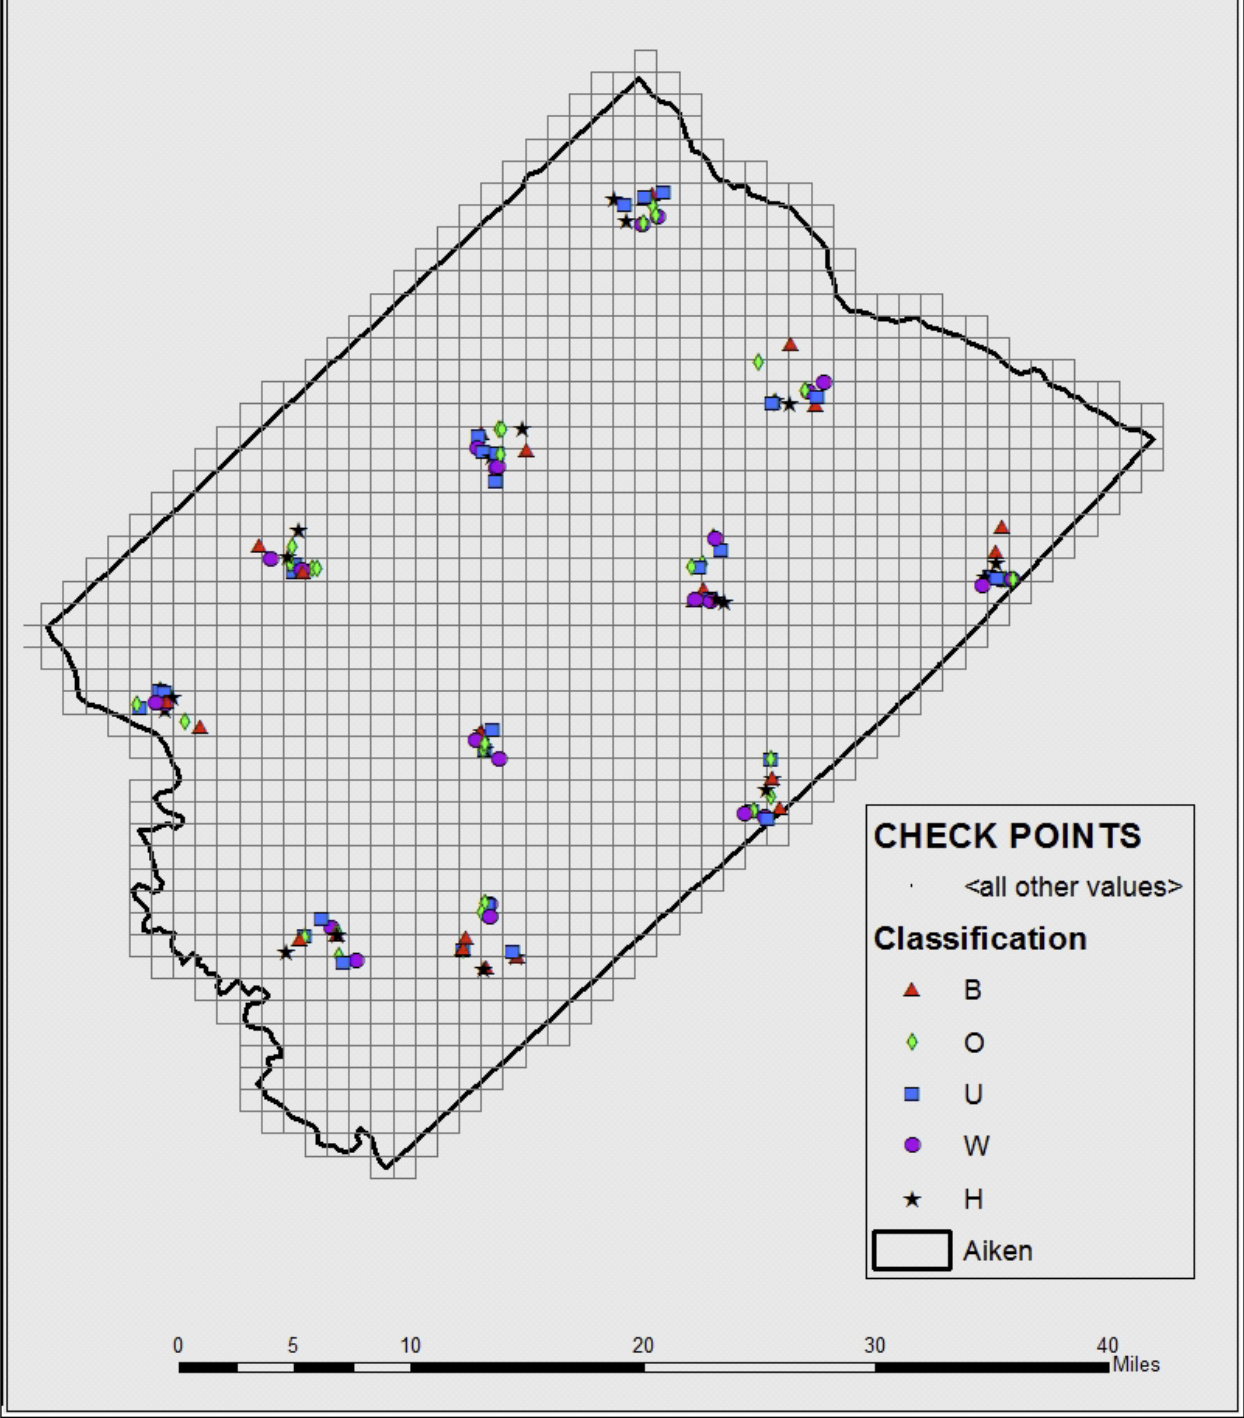 CHECK POINTS
<all other values>
Classification
B
O
U
W
H
Aiken
0 5 10 20 30 40
Miles